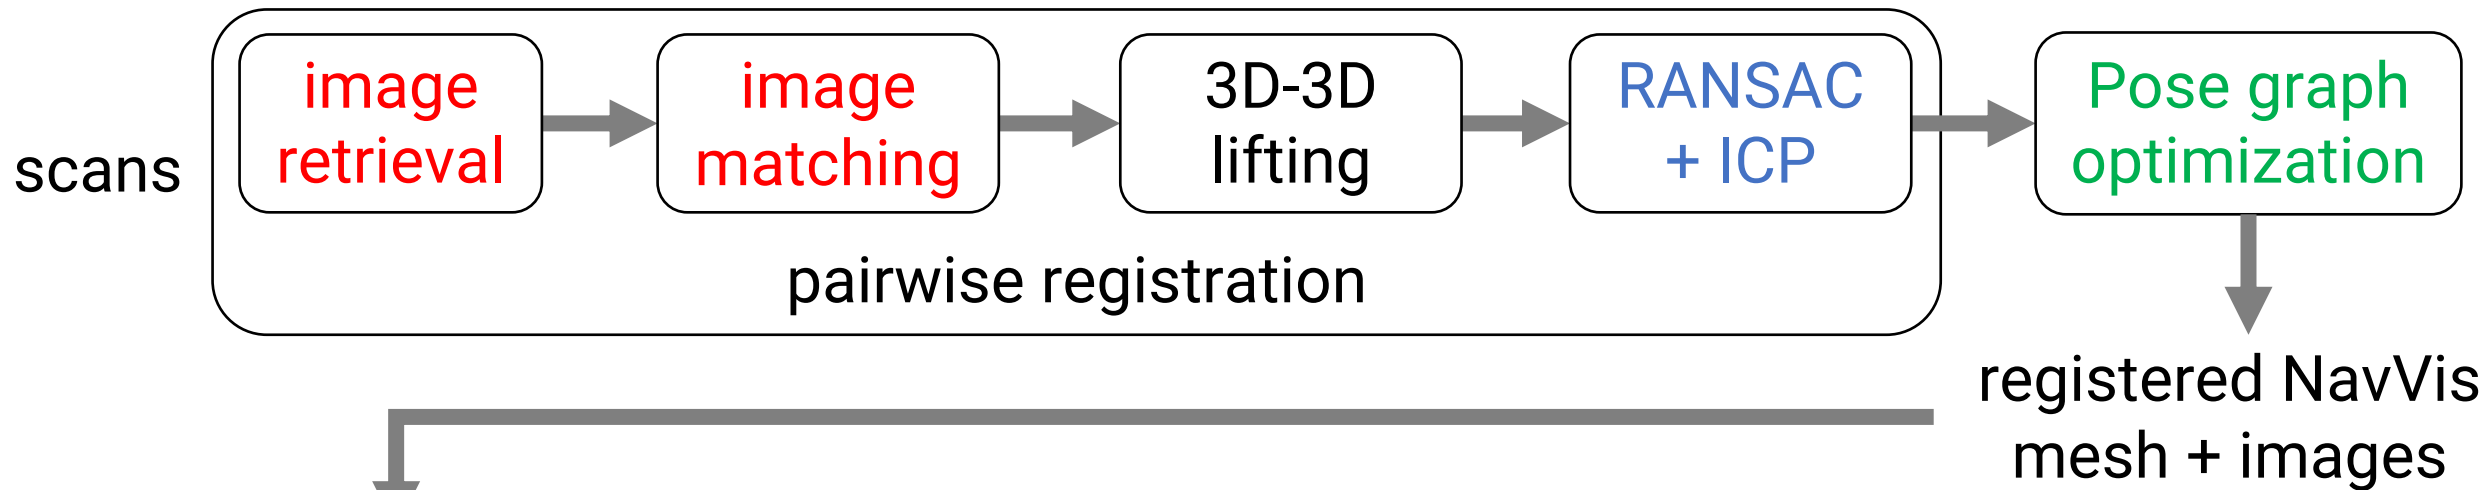 scans
image
retrieval
image
matching
3D-3D
lifting
RANSAC
+ ICP
Pose graph
optimization
pairwise registration
registered NavVis
mesh + images